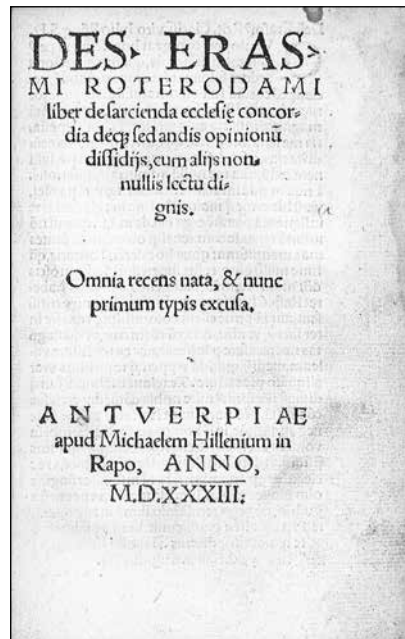 DES· ERAS-
MI ROTERODAMI
liber de sarcienda ecclesię concor-
dia deq; sedandis opinionū
dissidijs, cum alijs non-
nullis lectu di-
gnis.
Omnia recens nata, & nunc
primum typis excusa.
ANTVERPIAE
apud Michaelem Hillenium in
Rapo, ANNO,
M.D.XXXIII: